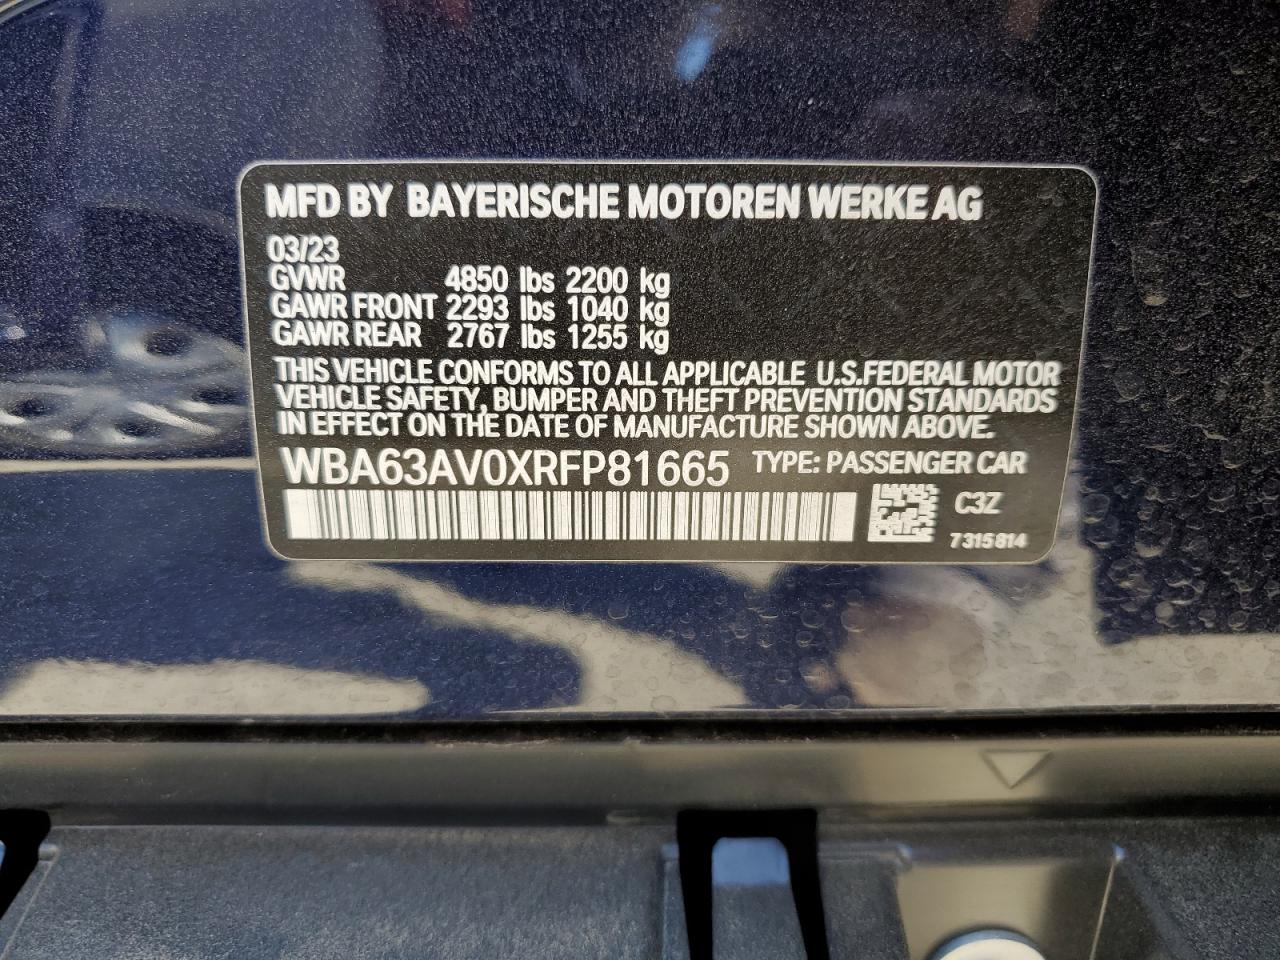 MFD BY BAYERISCHE MOTOREN WERKE AG
03/23
GVWR 4850 lbs 2200 kg
GAWR FRONT 2293 lbs 1040 kg
GAWR REAR 2767 lbs 1255 kg
THIS VEHICLE CONFORMS TO ALL APPLICABLE U.S.FEDERAL MOTOR
VEHICLE SAFETY, BUMPER AND THEFT PREVENTION STANDARDS
IN EFFECT ON THE DATE OF MANUFACTURE SHOWN ABOVE.
WBA63AV0XRFP81665 TYPE: PASSENGER CAR
C3Z
7315814